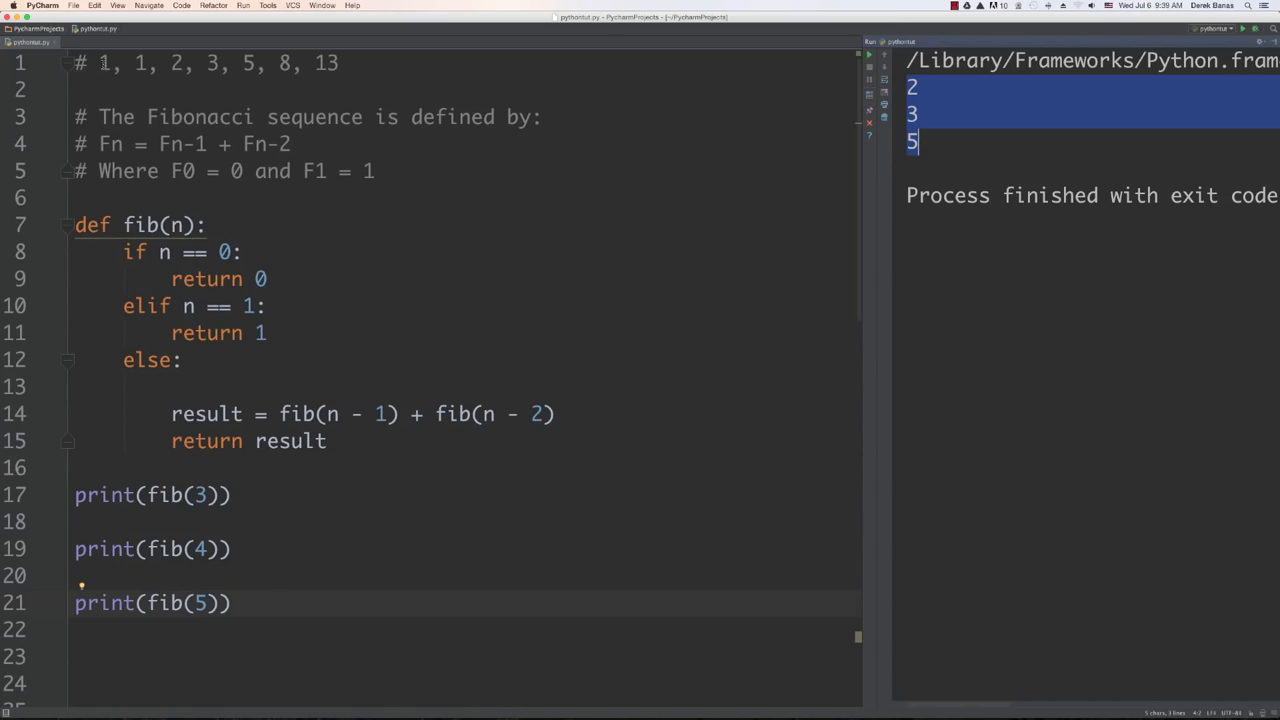 PyCharm File Edit View Navigate Code Refactor Run Tools VCS Window Help
10 Wed Jul 6 9:39 AM Derek Banas
pythontut.py - PycharmProjects - [~/PycharmProjects]
PycharmProjects pythontut.py
pythontut
pythontut.py
Run pythontut
1 # 1, 1, 2, 3, 5, 8, 13
2
3 # The Fibonacci sequence is defined by:
4 # Fn = Fn-1 + Fn-2
5 # Where F0 = 0 and F1 = 1
6
7 def fib(n):
8 if n == 0:
9 return 0
10 elif n == 1:
11 return 1
12 else:
13
14 result = fib(n - 1) + fib(n - 2)
15 return result
16
17 print(fib(3))
18
19 print(fib(4))
20
21 print(fib(5))
22
23
24
/Library/Frameworks/Python.fram
2
3
5
Process finished with exit code
5 chars, 3 lines 4:2 UTF-8